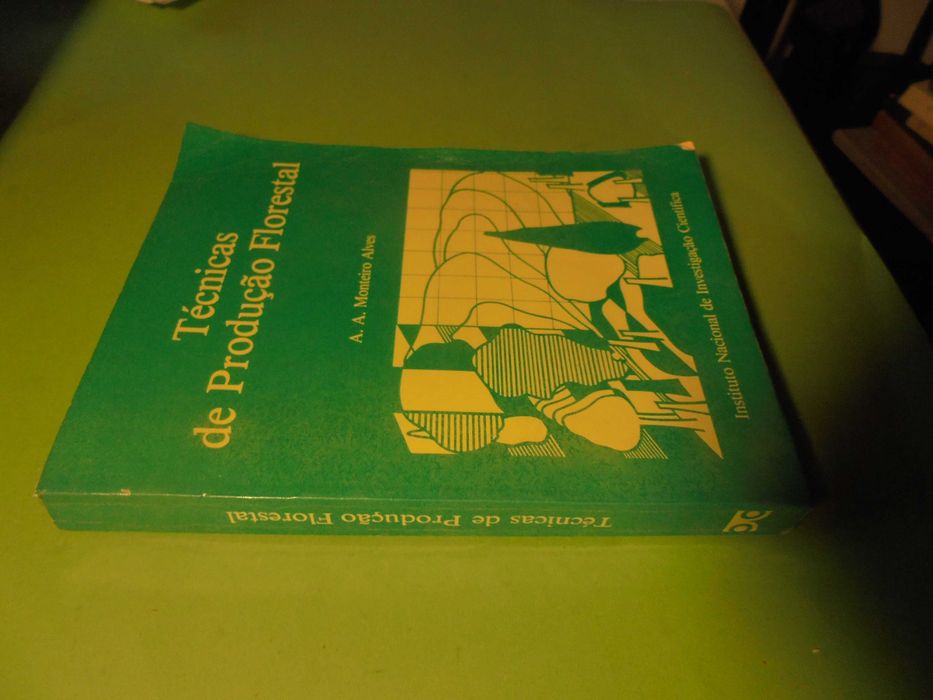 Técnicas
de Produção Florestal
A. A. Monteiro Alves
Instituto Nacional de Investigação Científica
Técnicas de Produção Florestal